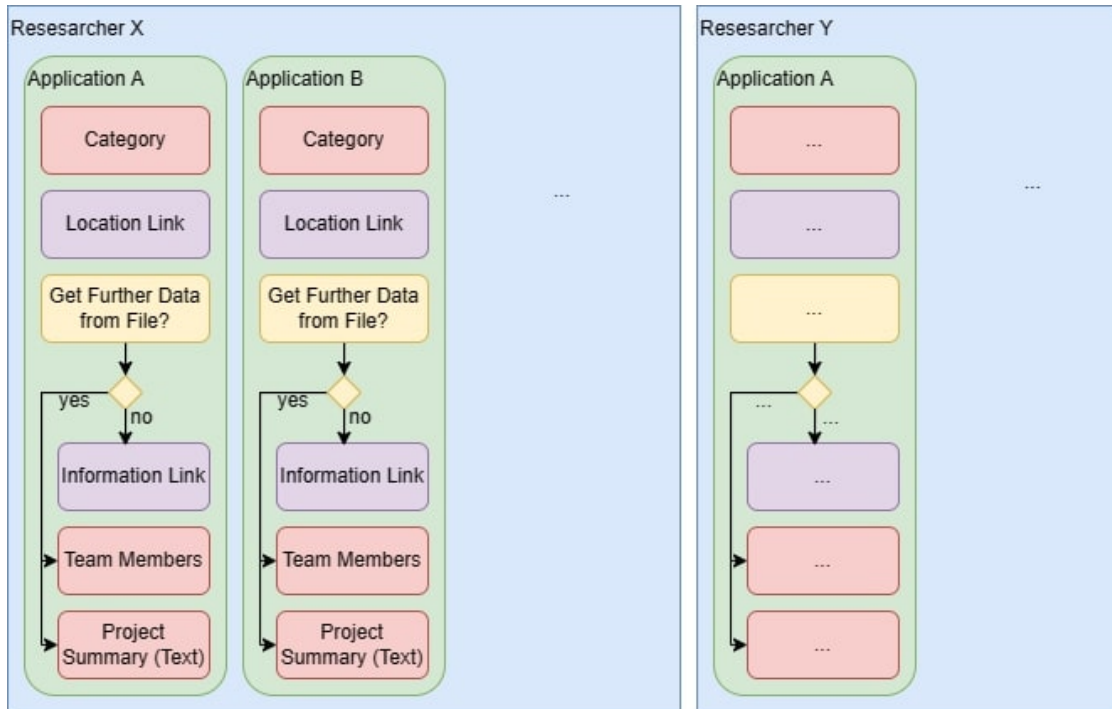 Resesarcher X
Application A
Category
Location Link
Get Further Data
from File?
yes
no
Information Link
Team Members
Project
Summary (Text)
Application B
Category
Location Link
Get Further Data
from File?
yes
no
Information Link
Team Members
Project
Summary (Text)
...
Resesarcher Y
Application A
...
...
...
...
...
...
...
...
...